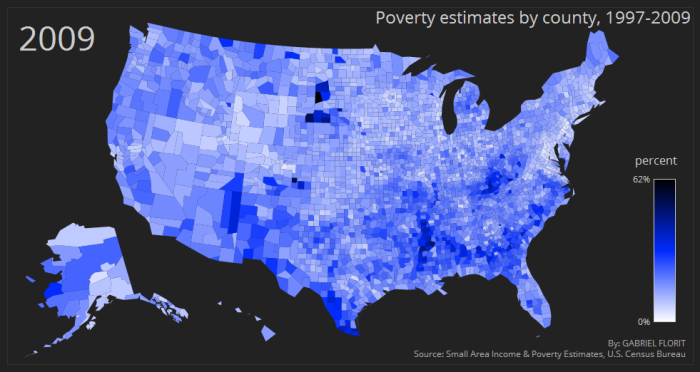 Poverty estimates by county, 1997-2009
2009
percent
62%
0%
By: GABRIEL FLORIT
Source: Small Area Income & Poverty Estimates, U.S. Census Bureau